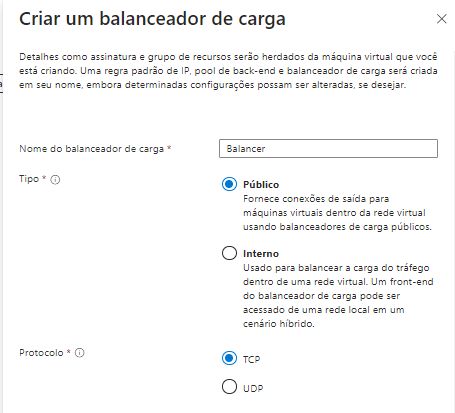 Criar um balanceador de carga
Detalhes como assinatura e grupo de recursos serão herdados da máquina virtual que você
está criando. Uma regra padrão de IP, pool de back-end e balanceador de carga será criada
em seu nome, embora determinadas configurações possam ser alteradas, se desejar.
Nome do balanceador de carga *
Balancer
Tipo *
Público
Fornece conexões de saída para
máquinas virtuais dentro da rede virtual
usando balanceadores de carga públicos.
Interno
Usado para balancear a carga do tráfego
dentro de uma rede virtual. Um front-end
do balanceador de carga pode ser
acessado de uma rede local em um
cenário híbrido.
Protocolo *
TCP
UDP